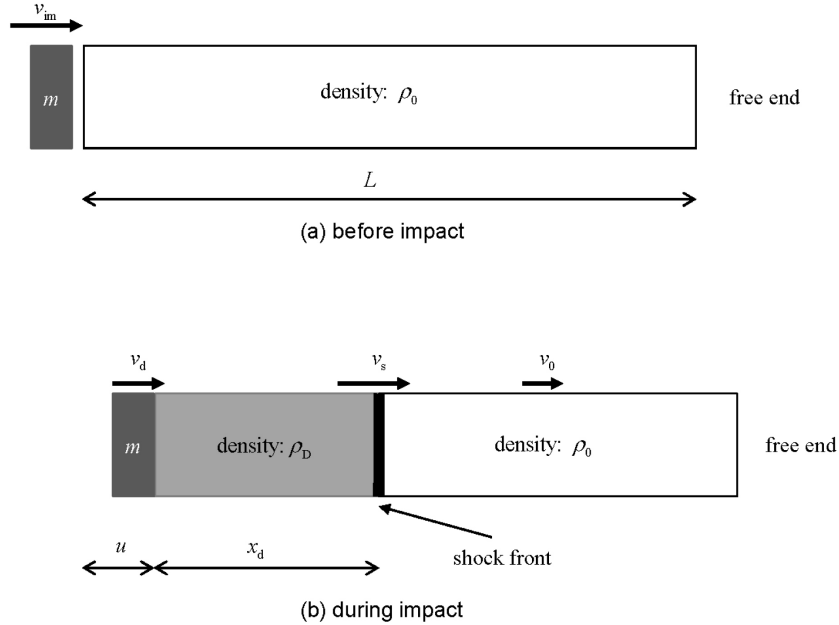 v_im
m
density: ρ_0
free end
L
(a) before impact
v_d v_s v_0
m density: ρ_D density: ρ_0 free end
shock front
u x_d
(b) during impact